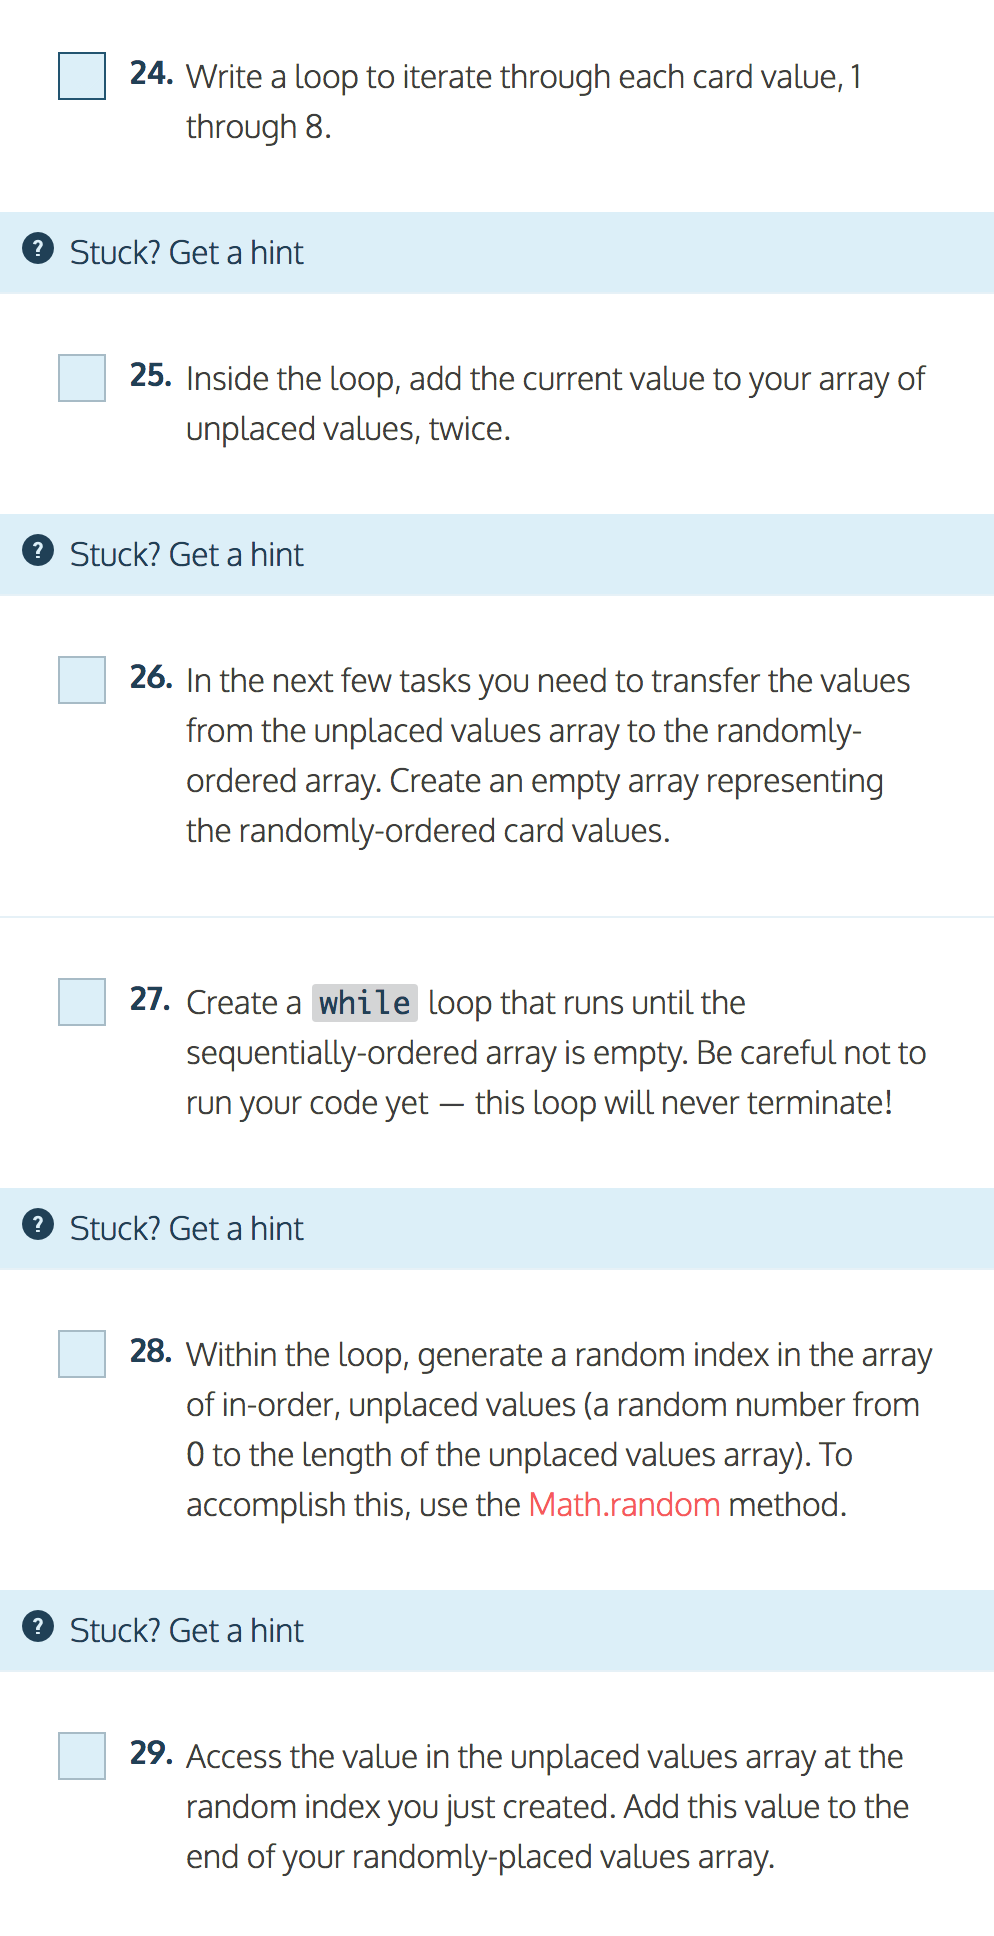 24. Write a loop to iterate through each card value, 1
through 8.
? Stuck? Get a hint
25. Inside the loop, add the current value to your array of
unplaced values, twice.
? Stuck? Get a hint
26. In the next few tasks you need to transfer the values
from the unplaced values array to the randomly-
ordered array. Create an empty array representing
the randomly-ordered card values.
27. Create a while loop that runs until the
sequentially-ordered array is empty. Be careful not to
run your code yet — this loop will never terminate!
? Stuck? Get a hint
28. Within the loop, generate a random index in the array
of in-order, unplaced values (a random number from
0 to the length of the unplaced values array). To
accomplish this, use the Math.random method.
? Stuck? Get a hint
29. Access the value in the unplaced values array at the
random index you just created. Add this value to the
end of your randomly-placed values array.